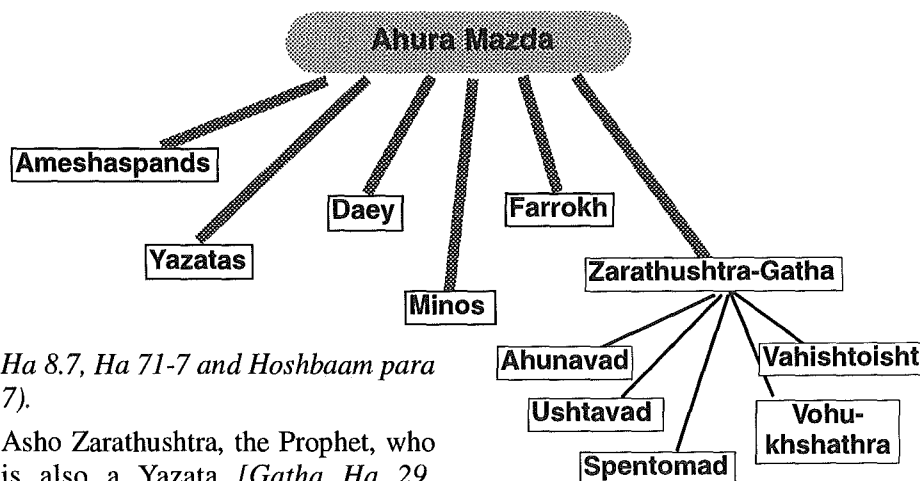 Ahura Mazda
Ameshaspands
Daey
Farrokh
Yazatas
Zarathushtra-Gatha
Minos
Ahunavad
Vahishtoisht
Ushtavad
Vohu-
khshathra
Spentomad
Ha 8.7, Ha 71-7 and Hoshbaam para
7).
Asho Zarathushtra, the Prophet, who
is also a Yazata [Gatha Ha 29,